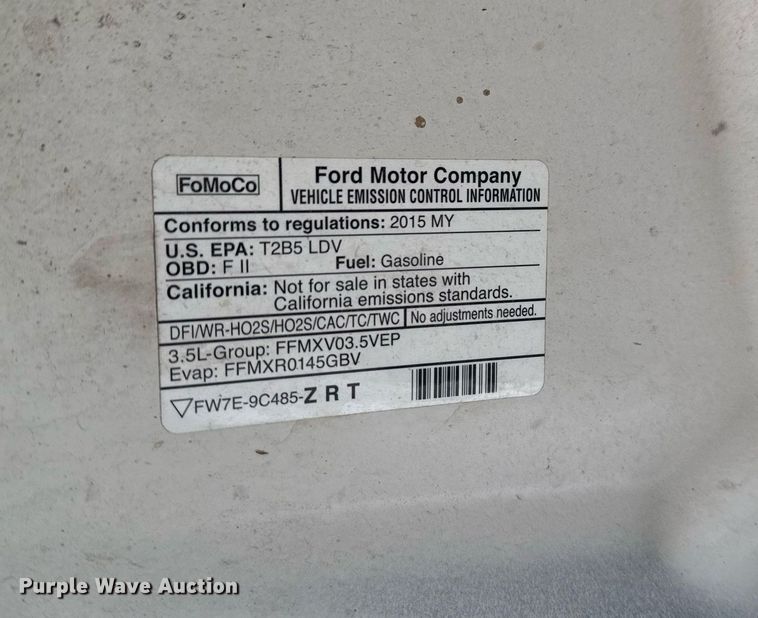 FoMoCo
Ford Motor Company
VEHICLE EMISSION CONTROL INFORMATION
Conforms to regulations: 2015 MY
U.S. EPA: T2B5 LDV
OBD: F II Fuel: Gasoline
California: Not for sale in states with
California emissions standards.
DFI/WR-HO2S/HO2S/CAC/TC/TWC No adjustments needed.
3.5L-Group: FFMXV03.5VEP
Evap: FFMXR0145GBV
FW7E-9C485-Z R T
Purple Wave Auction